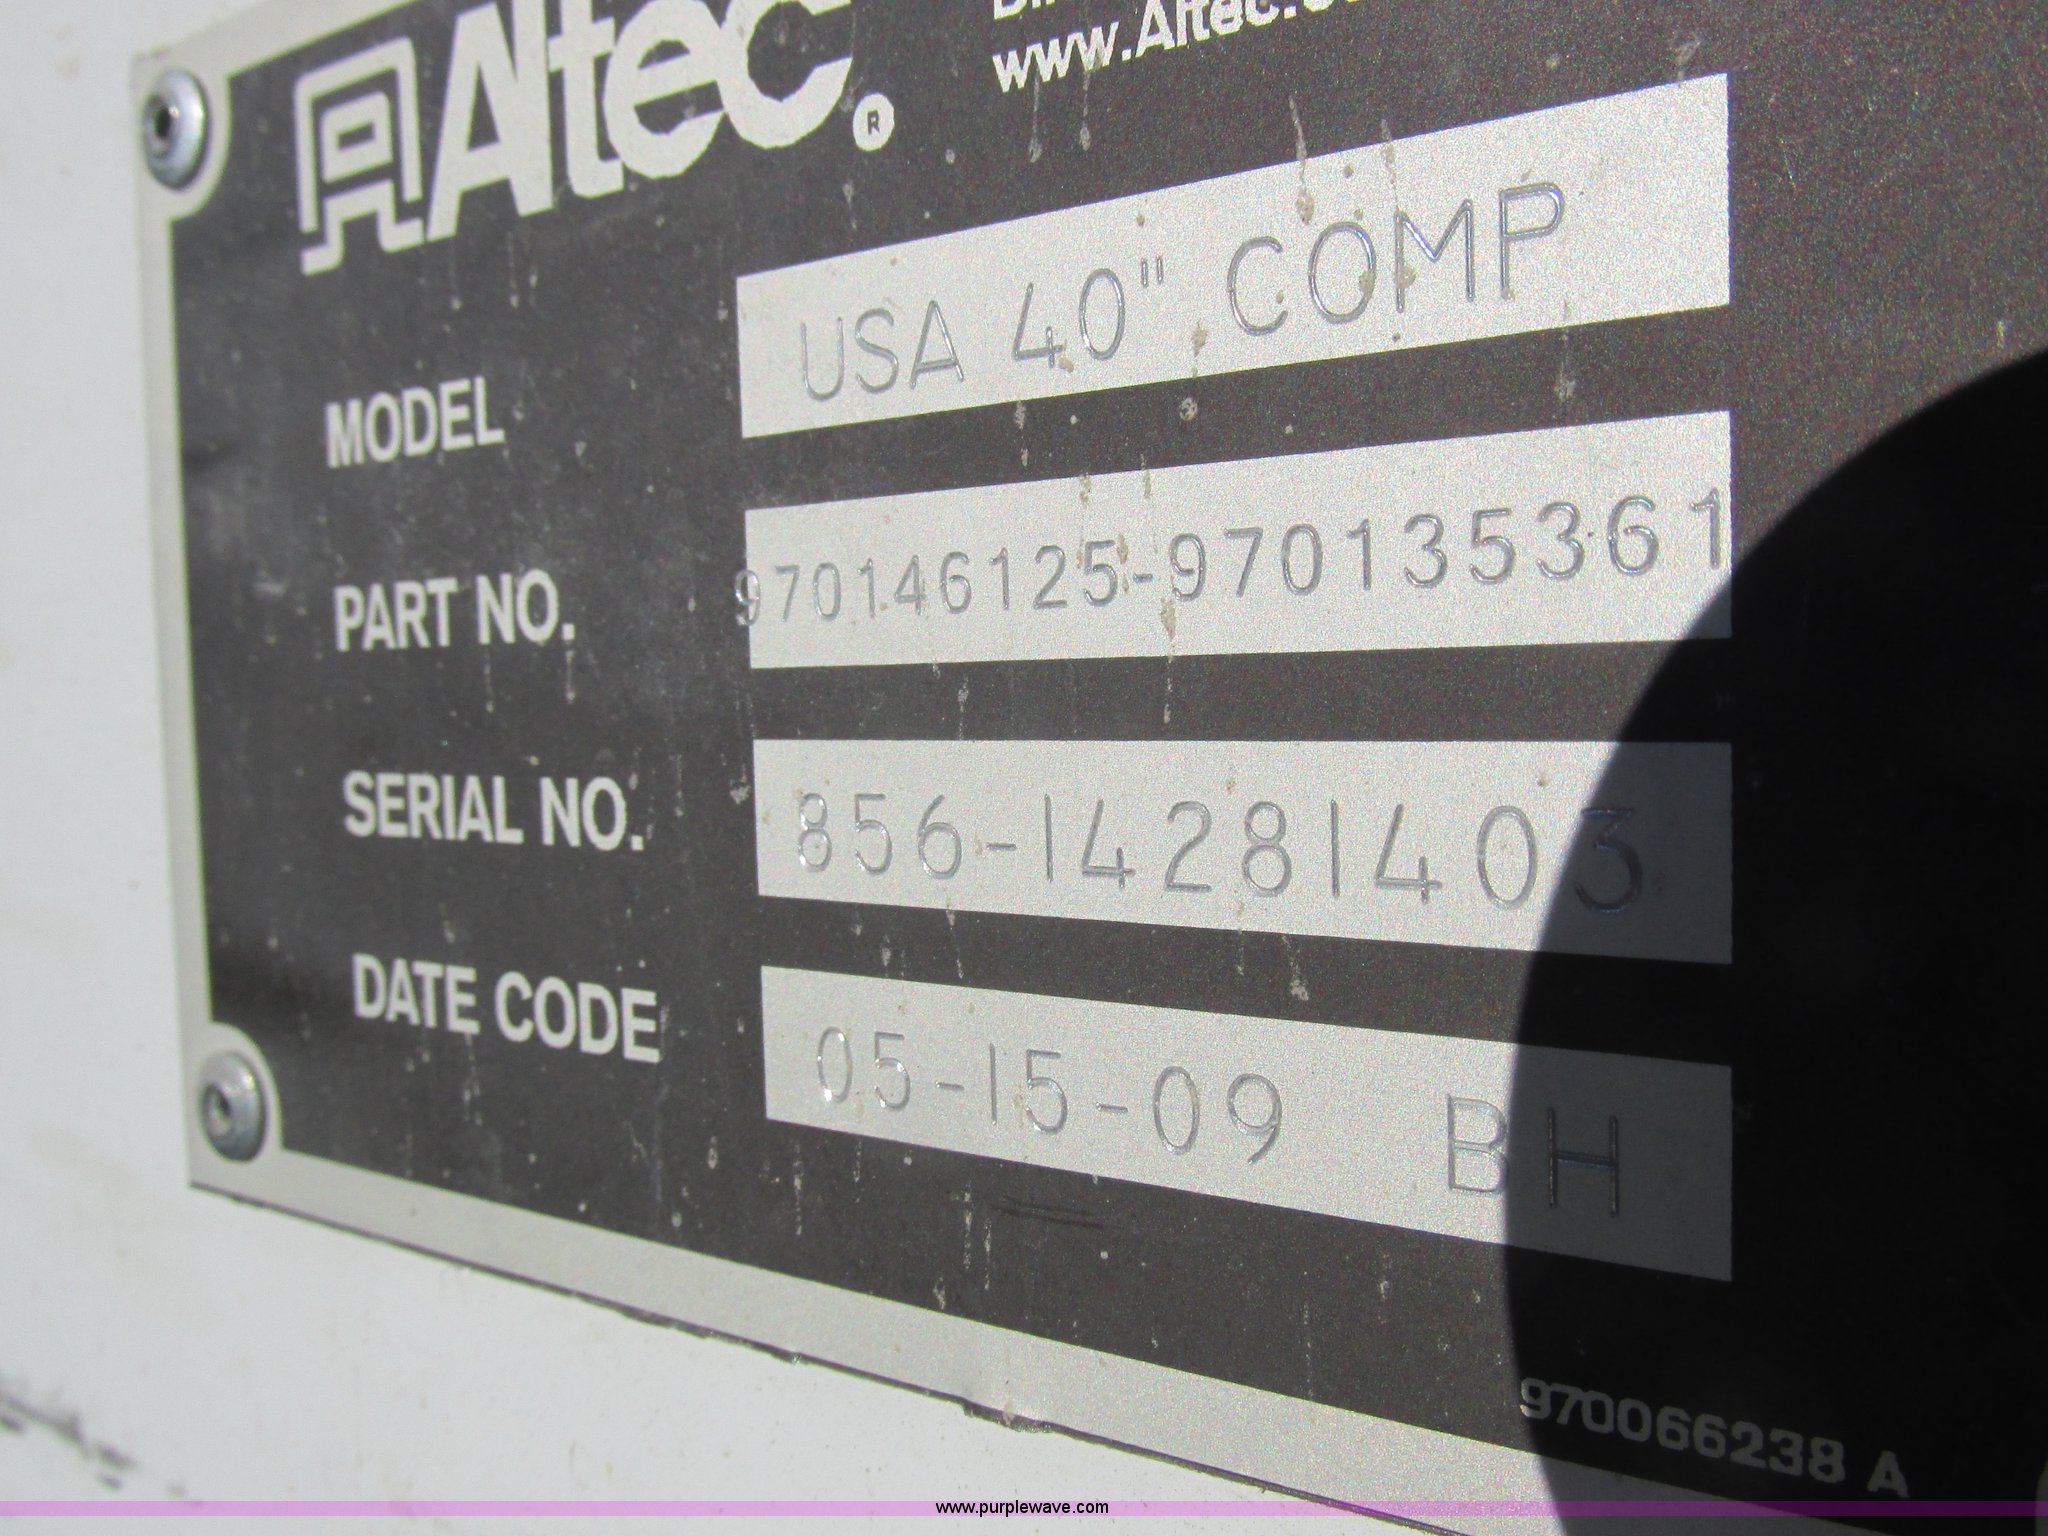 Altec®
www.Altec.
MODEL USA 40" COMP
PART NO. 970146125-970135361
SERIAL NO. 856-14281403
DATE CODE 05-15-09 BH
970066238 A
www.purplewave.com